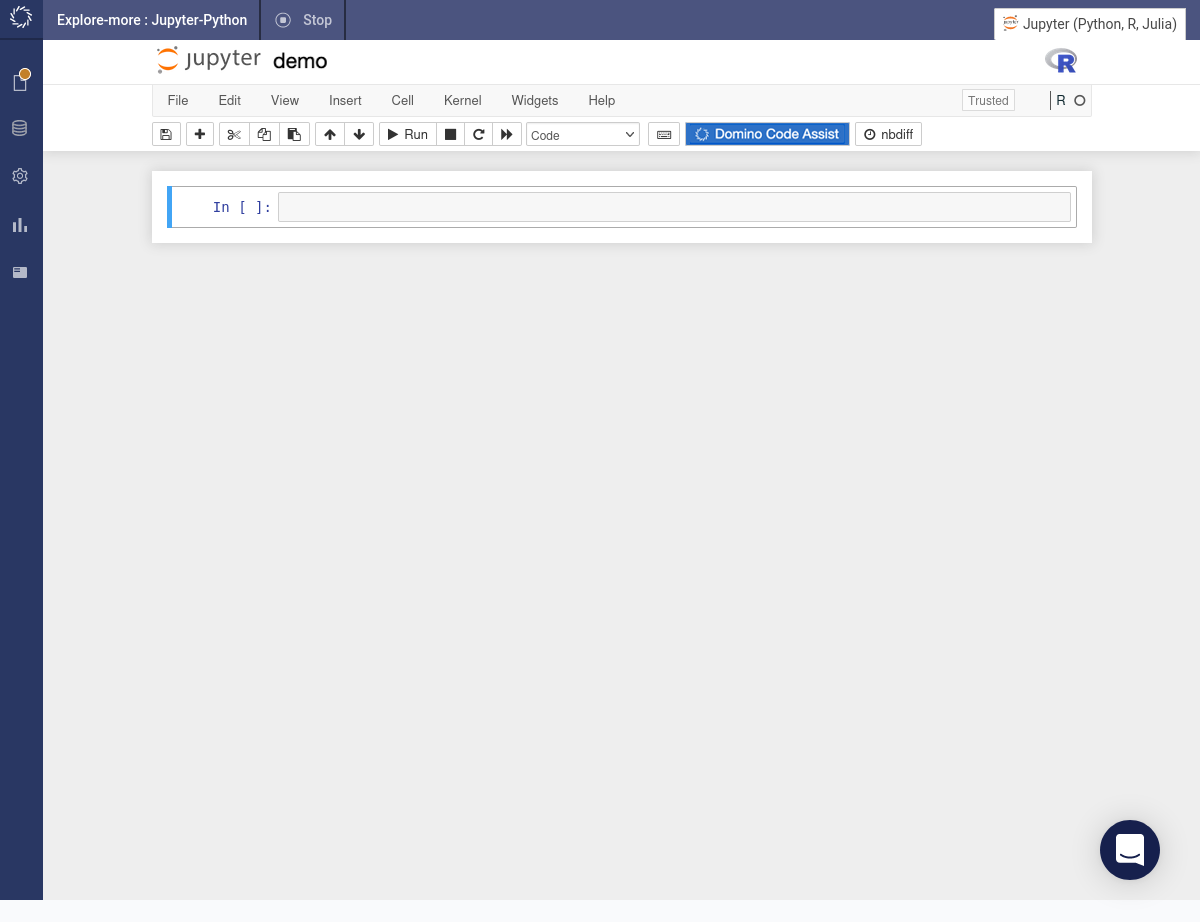 Explore-more : Jupyter-Python
Stop
Jupyter (Python, R, Julia)
jupyter demo
R
File Edit View Insert Cell Kernel Widgets Help
Trusted
R
Run
Code
Domino Code Assist
nbdiff
In [ ]: